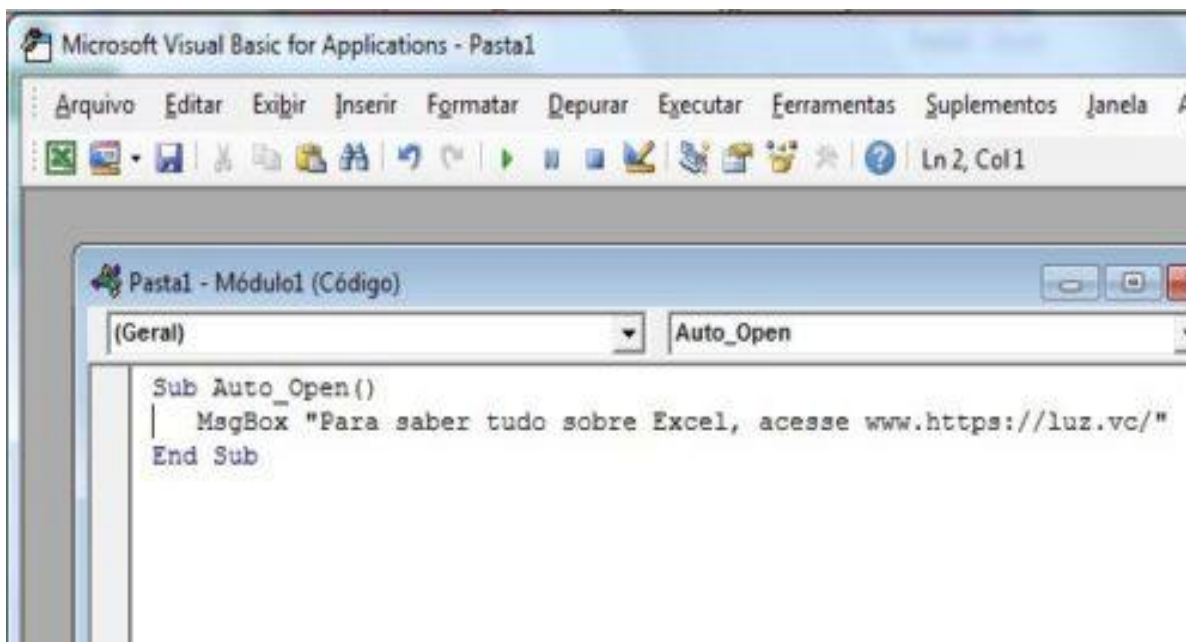 Microsoft Visual Basic for Applications - Pasta1
Arquivo Editar Exibir Inserir Formatar Depurar Executar Ferramentas Suplementos Janela A
Ln 2, Col 1
Pasta1 - Módulo1 (Código)
(Geral) Auto_Open
Sub Auto_Open()
MsgBox "Para saber tudo sobre Excel, acesse www.https://luz.vc/"
End Sub